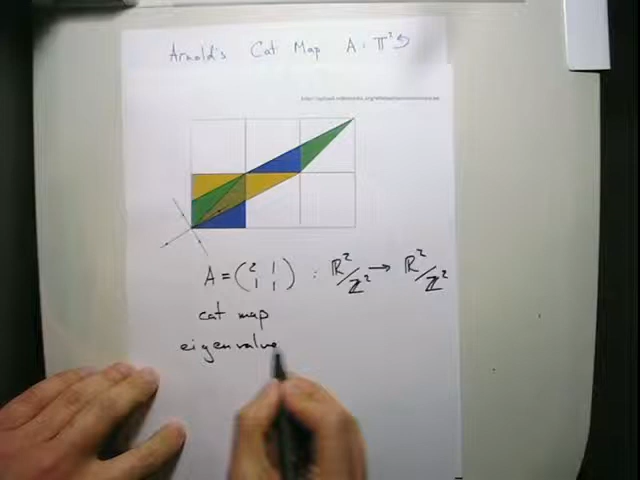 Arnold's Cat Map A : 𝕋² ↺
A = (2 1 1 1) : ℝ²/ℤ² → ℝ²/ℤ²
cat map
eigenvalue